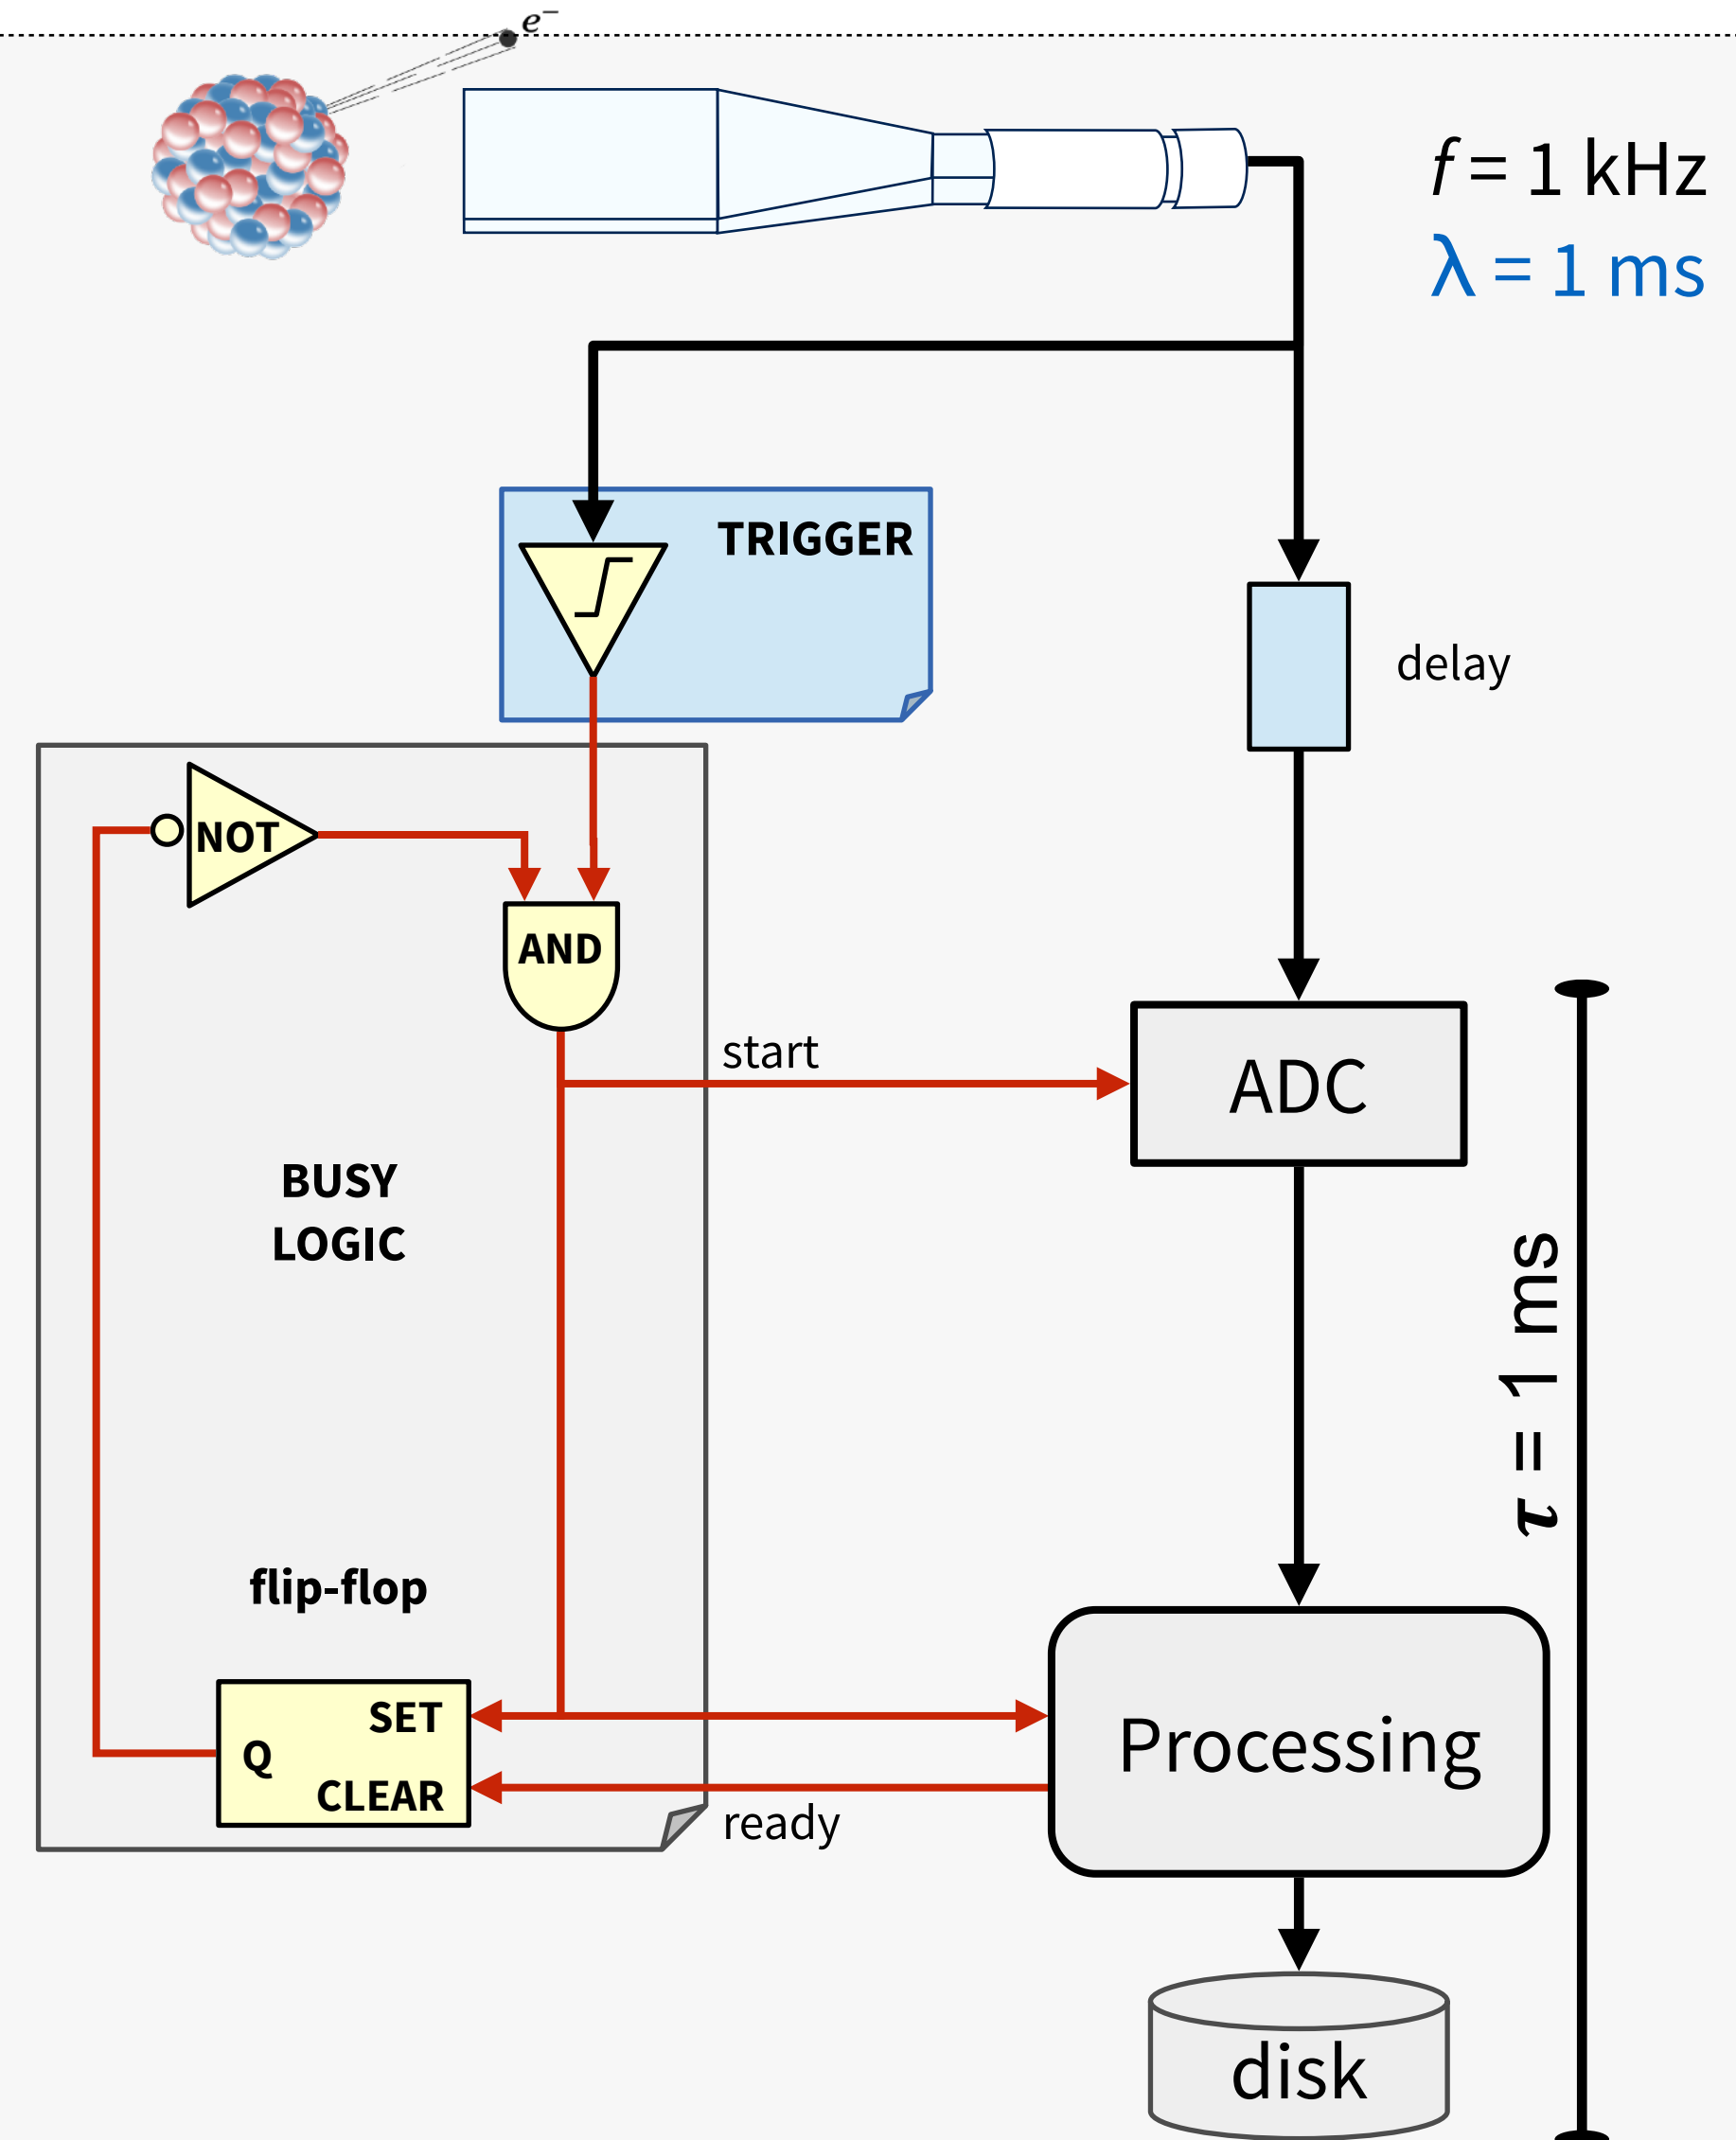 e⁻
f = 1 kHz
λ = 1 ms
TRIGGER
delay
NOT
AND
start
ADC
BUSY
LOGIC
τ = 1 ms
flip-flop
SET
Q
CLEAR
Processing
ready
disk